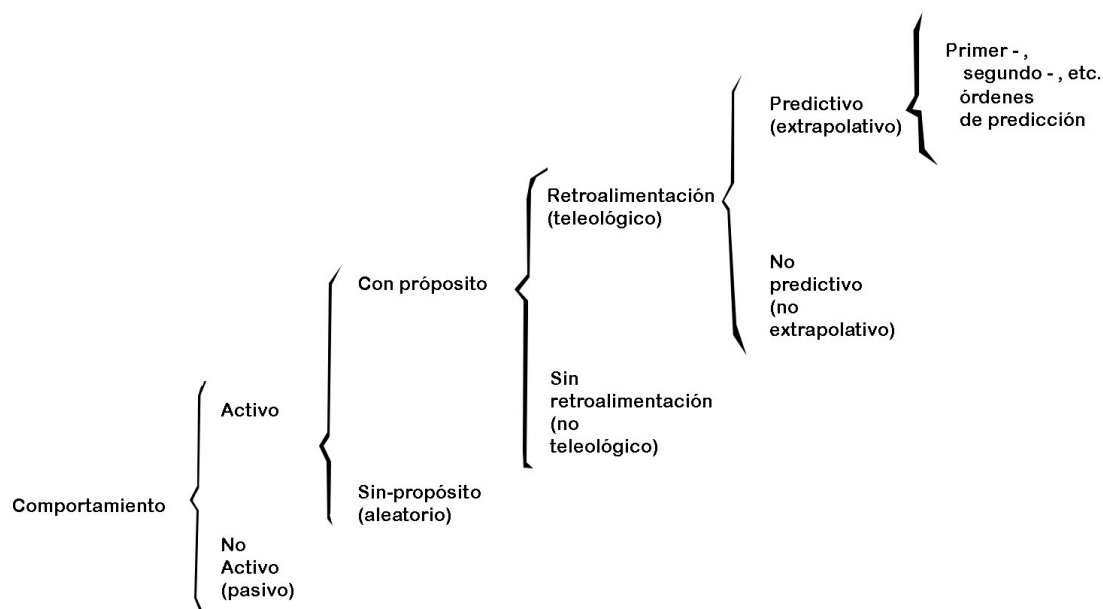 Primer - ,
segundo - , etc.
órdenes
de predicción
Predictivo
(extrapolativo)
Retroalimentación
(teleológico)
No
predictivo
(no
extrapolativo)
Con próposito
Sin
retroalimentación
(no
teleológico)
Activo
Sin-propósito
(aleatorio)
Comportamiento
No
Activo
(pasivo)